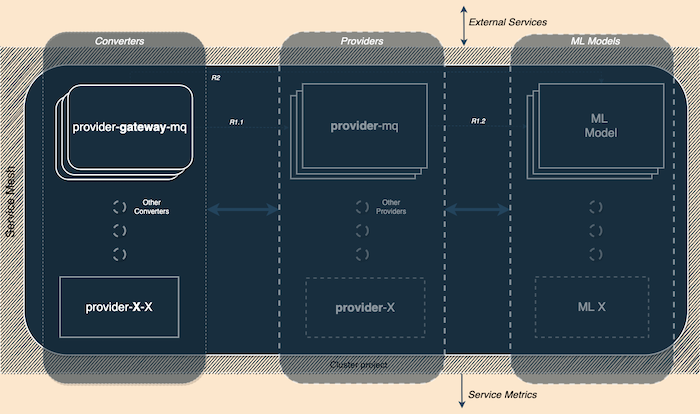 External Services
Converters
Providers
ML Models
R2
provider-gateway-mq
R1.1
provider-mq
R1.2
ML
Model
Service Mesh
Other
Converters
Other
Providers
provider-X-X
provider-X
ML X
Cluster project
Service Metrics